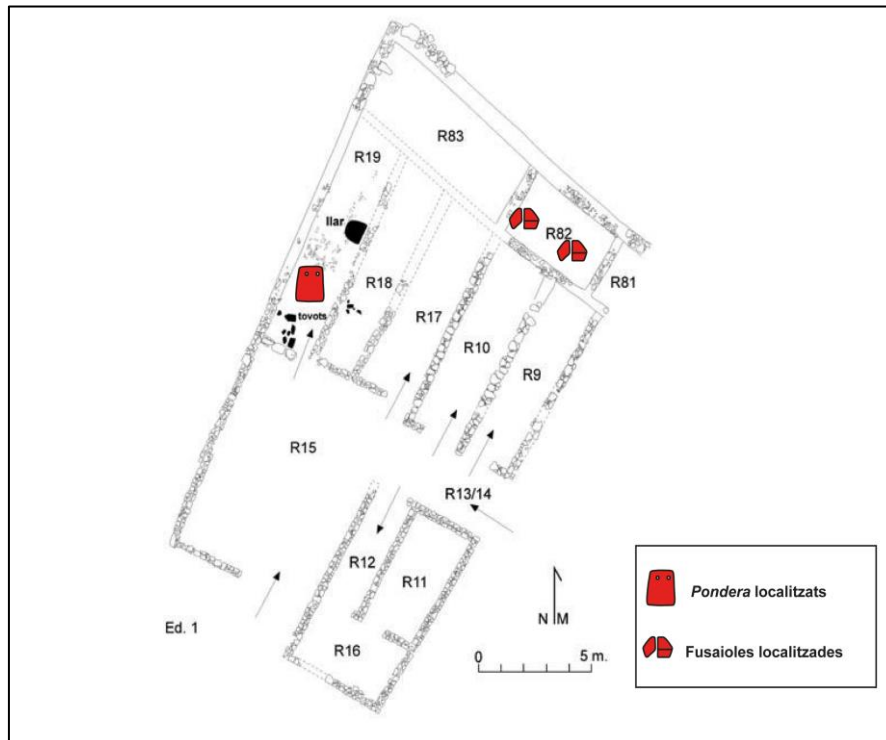 R83
R19
llar
R82
R18
R81
tovots
R17
R10
R9
R15
R13/14
R12
R11
N M
Ed. 1
R16
0 5 m.
Pondera localitzats
Fusaioles localitzades